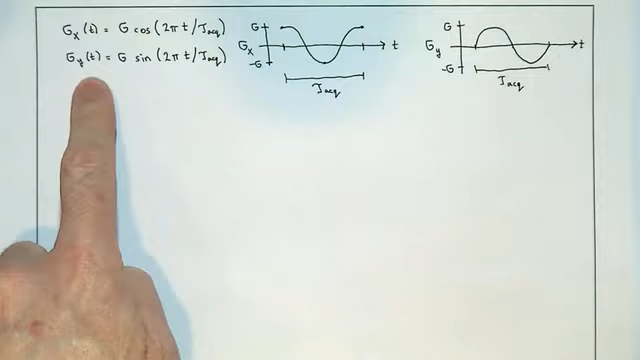 Gx(t) = G cos(2πt/Tacq)
Gy(t) = G sin(2πt/Tacq)
G
Gx
-G
t
Tacq
G
Gy
-G
t
Tacq